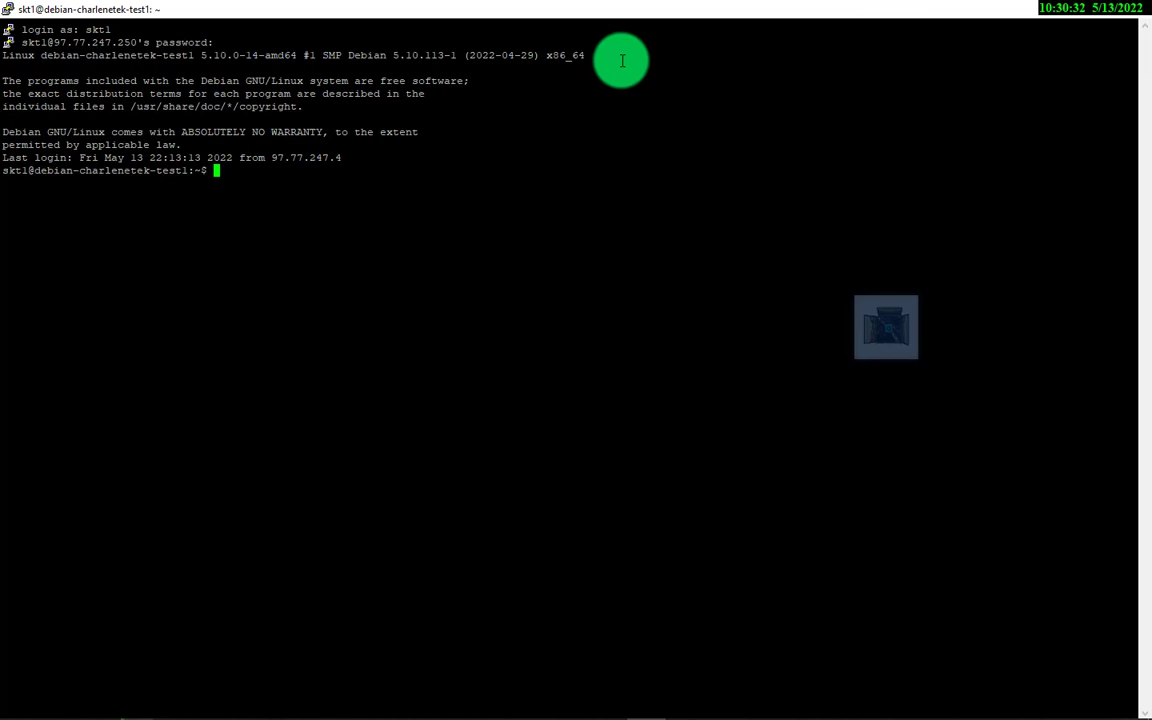 skt1@debian-charlenetek-test1: ~
10:30:32 5/13/2022
login as: skt1
skt1@97.77.247.250's password:
Linux debian-charlenetek-test1 5.10.0-14-amd64 #1 SMP Debian 5.10.113-1 (2022-04-29) x86_64
The programs included with the Debian GNU/Linux system are free software;
the exact distribution terms for each program are described in the
individual files in /usr/share/doc/*/copyright.
Debian GNU/Linux comes with ABSOLUTELY NO WARRANTY, to the extent
permitted by applicable law.
Last login: Fri May 13 22:13:13 2022 from 97.77.247.4
skt1@debian-charlenetek-test1:~$